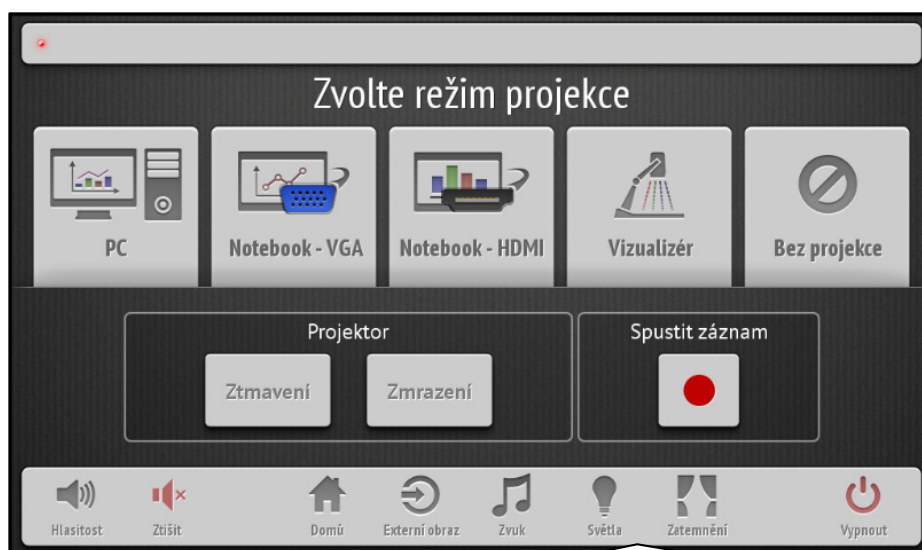 Zvolte režim projekce
PC
Notebook - VGA
Notebook - HDMI
Vizualizér
Bez projekce
Projektor
Spustit záznam
Ztmavení
Zmrazení
Hlasitost
Ztišit
Domů
Externí obraz
Zvuk
Světla
Zatemnění
Vypnout